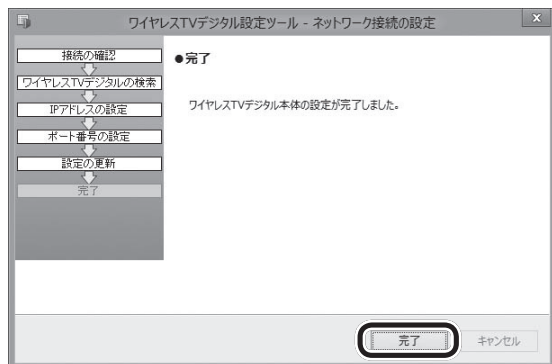 ワイヤレスTVデジタル設定ツール - ネットワーク接続の設定
x
接続の確認
ワイヤレスTVデジタルの検索
IPアドレスの設定
ポート番号の設定
設定の更新
完了
●完了
ワイヤレスTVデジタル本体の設定が完了しました。
完了
キャンセル